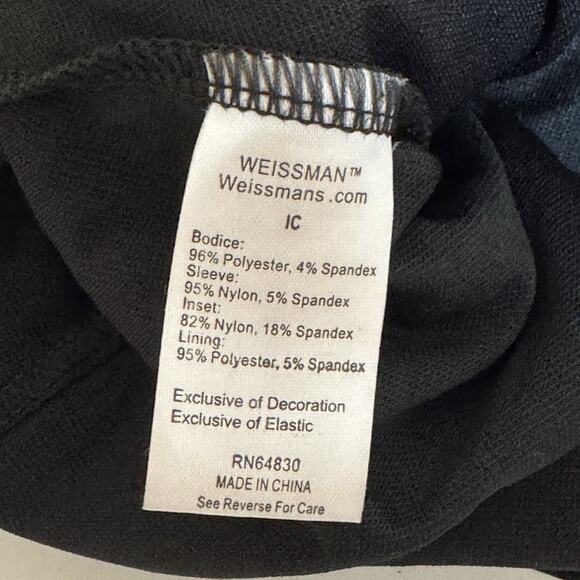 WEISSMAN™
Weissmans.com
IC
Bodice:
96% Polyester, 4% Spandex
Sleeve:
95% Nylon, 5% Spandex
Inset:
82% Nylon, 18% Spandex
Lining:
95% Polyester, 5% Spandex
Exclusive of Decoration
Exclusive of Elastic
RN64830
MADE IN CHINA
See Reverse For Care